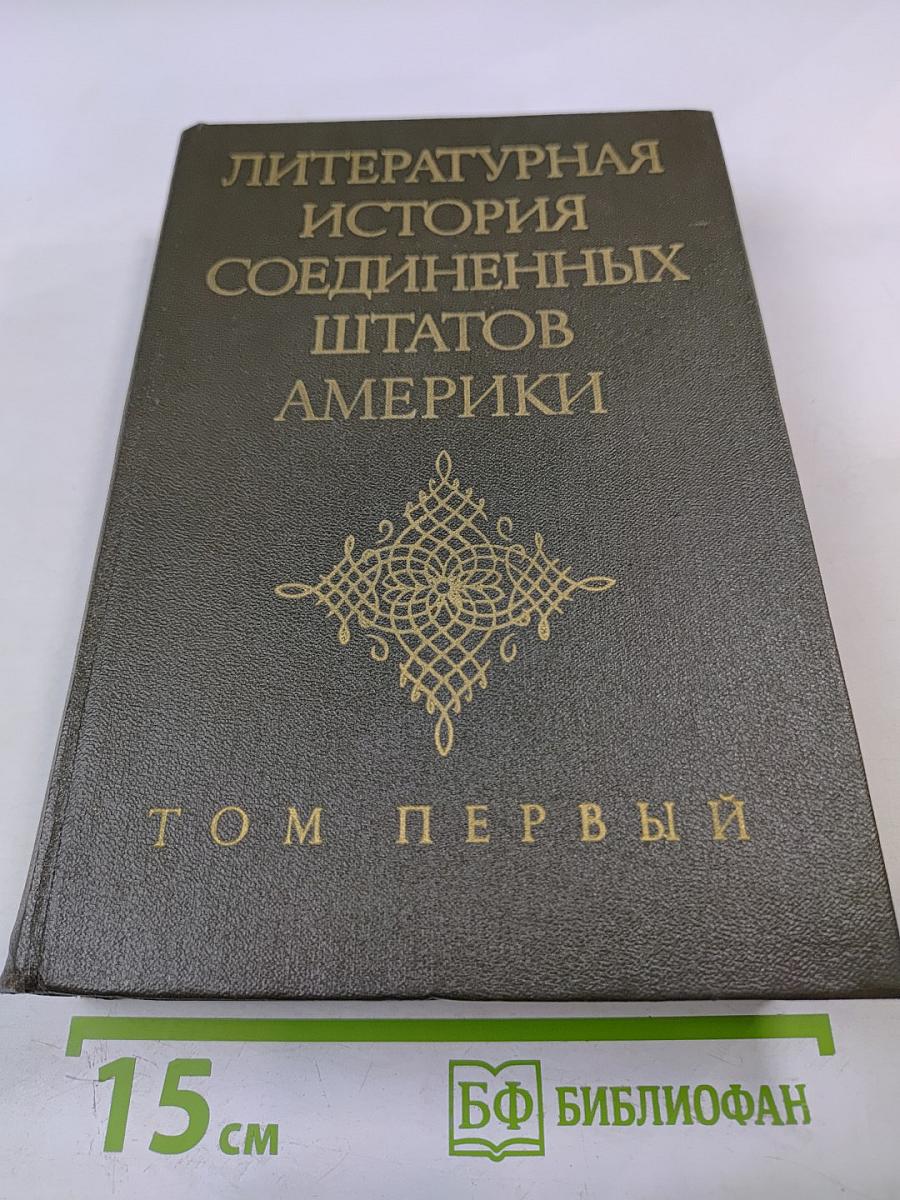 ЛИТЕРАТУРНАЯ
ИСТОРИЯ
СОЕДИНЕННЫХ
ШТАТОВ
АМЕРИКИ
ТОМ ПЕРВЫЙ
15 см
БФ БИБЛИОФАН